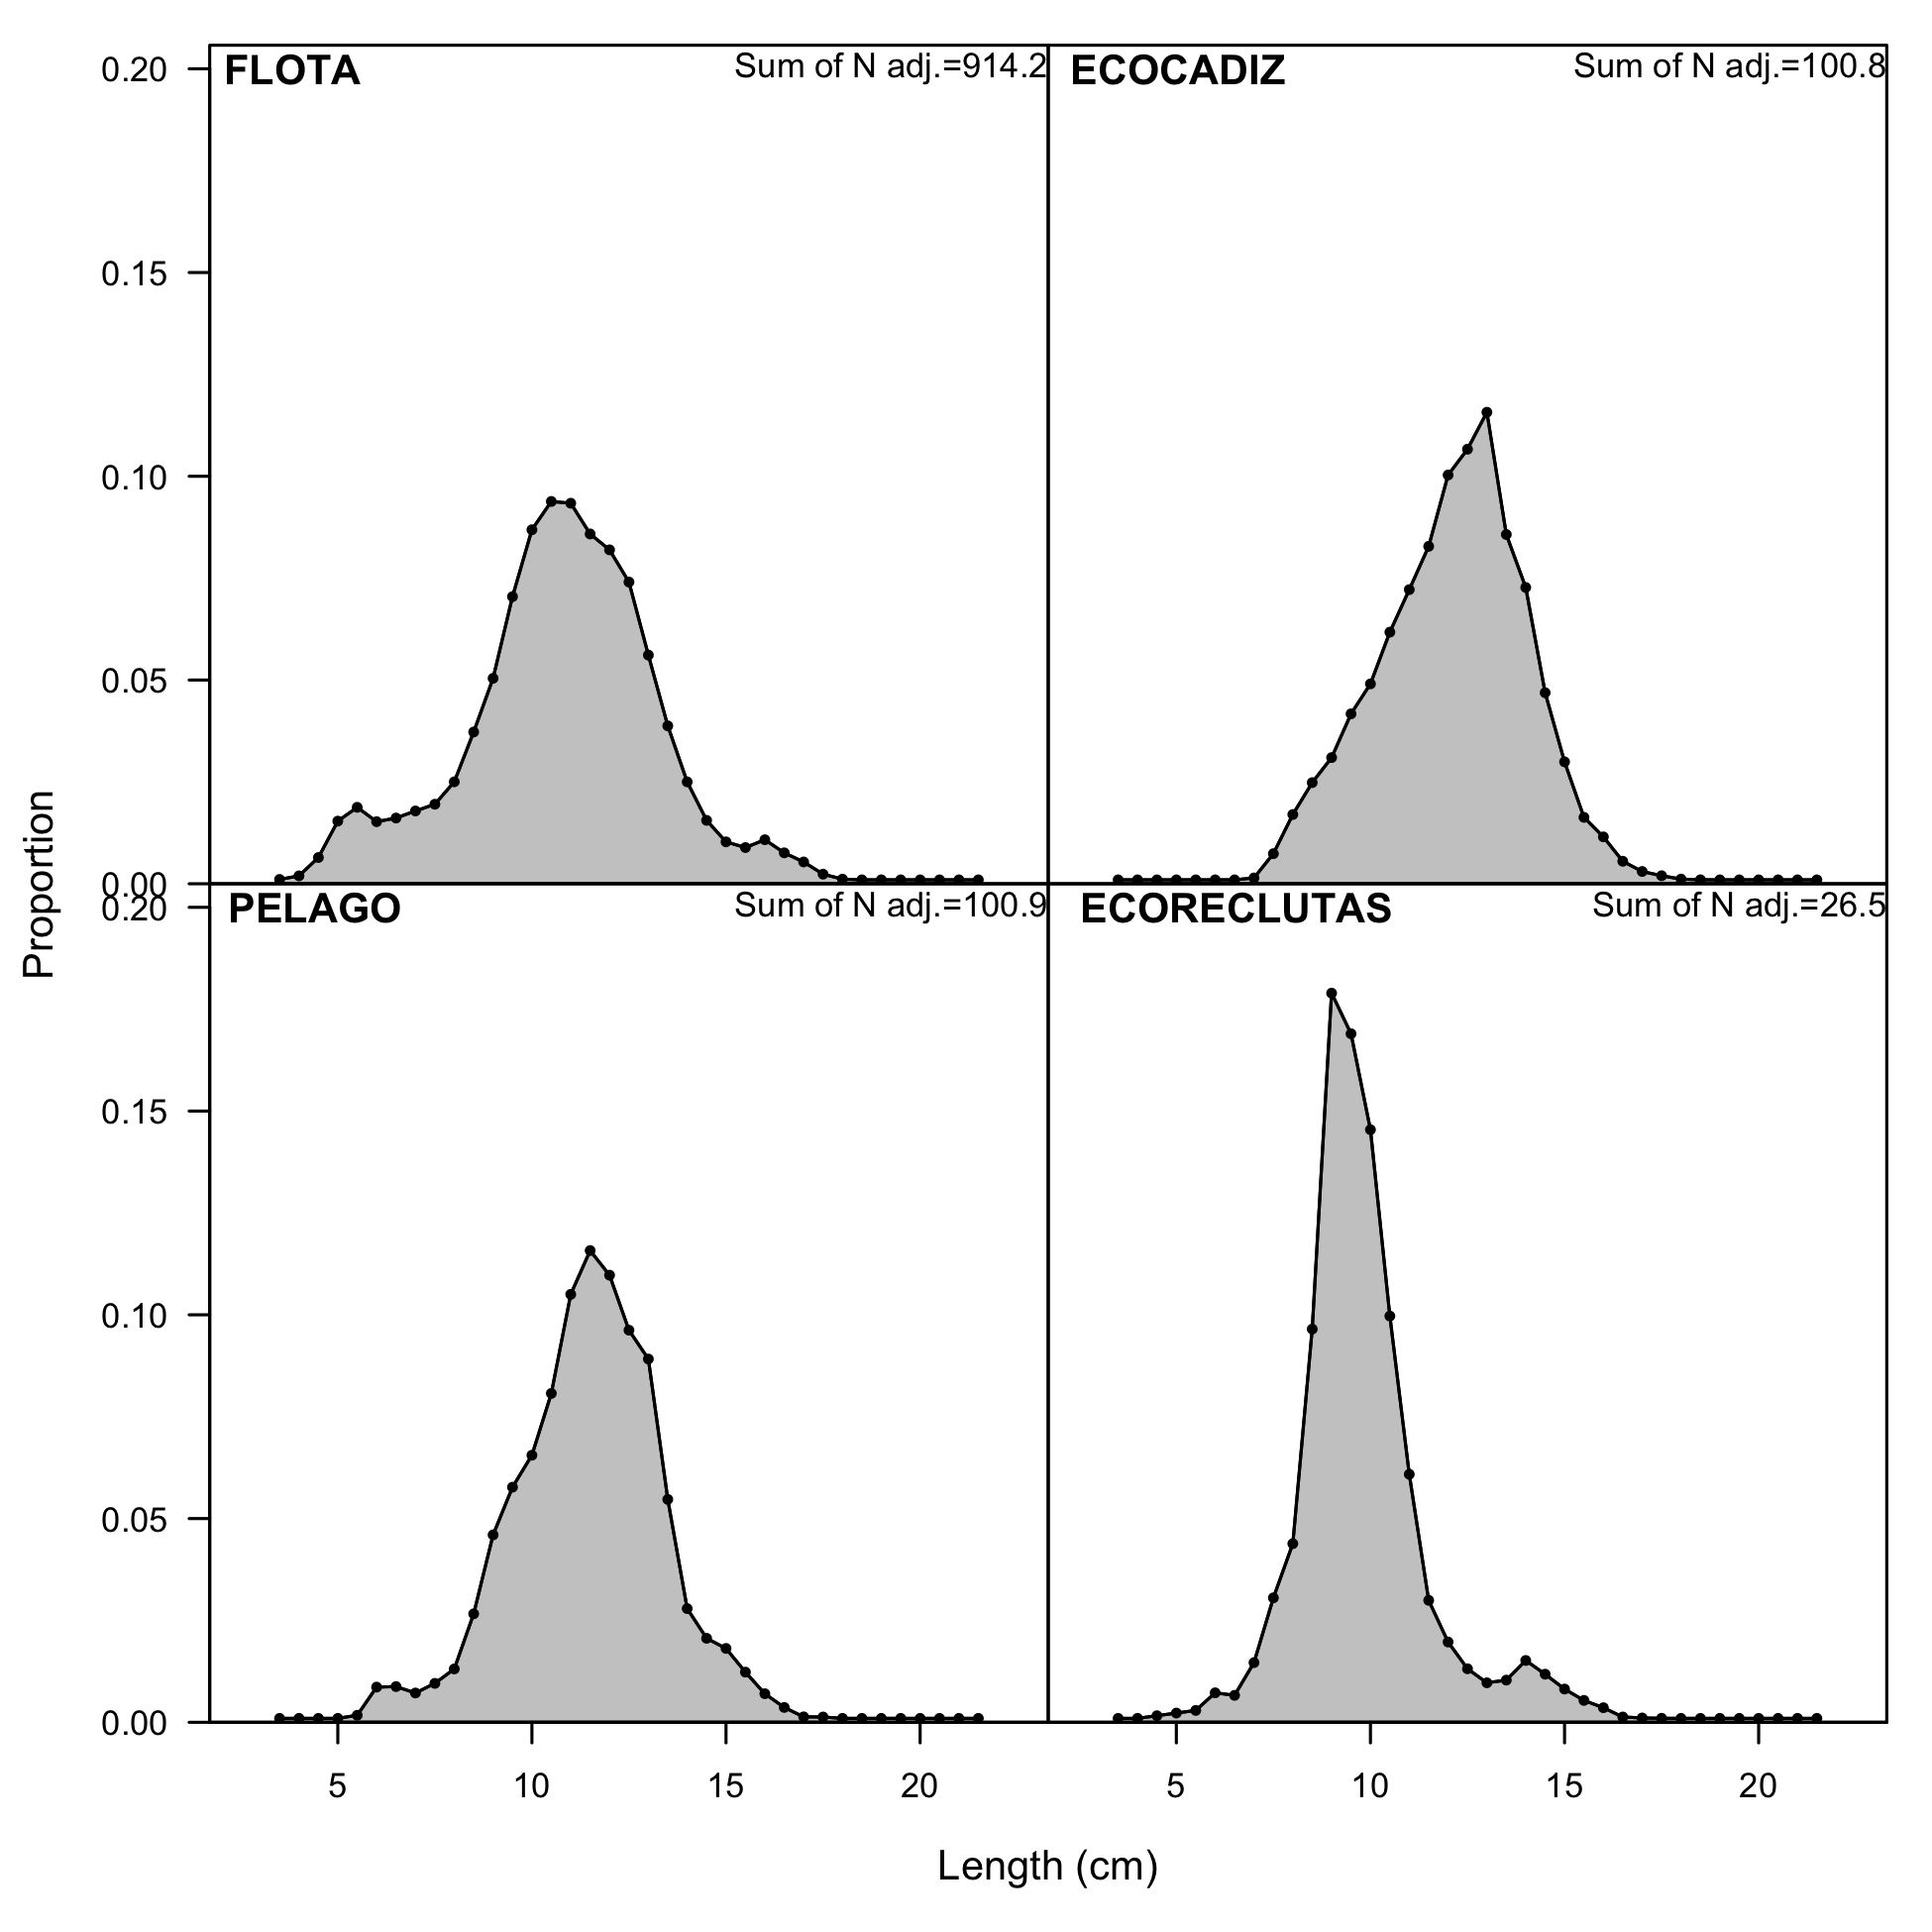 FLOTA
Sum of N adj.=914.2
ECOCADIZ
Sum of N adj.=100.8
0.20
0.15
0.10
0.05
0.00
PELAGO
Sum of N adj.=100.9
ECORECLUTAS
Sum of N adj.=26.5
0.20
0.15
0.10
0.05
0.00
Proportion
5 10 15 20
5 10 15 20
Length (cm)